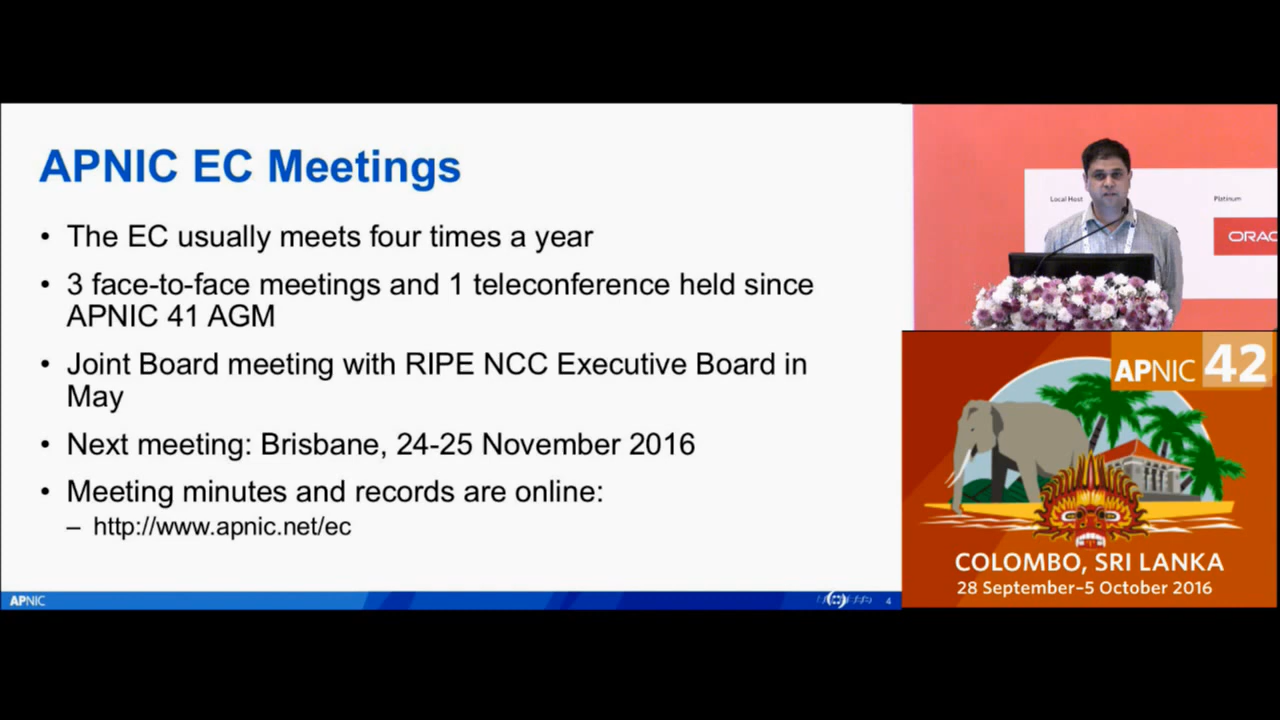 APNIC EC Meetings
• The EC usually meets four times a year
• 3 face-to-face meetings and 1 teleconference held since
APNIC 41 AGM
• Joint Board meeting with RIPE NCC Executive Board in
May
• Next meeting: Brisbane, 24-25 November 2016
• Meeting minutes and records are online:
– http://www.apnic.net/ec
APNIC
4
Local Host
Platinum
ORAC
APNIC 42
COLOMBO, SRI LANKA
28 September–5 October 2016